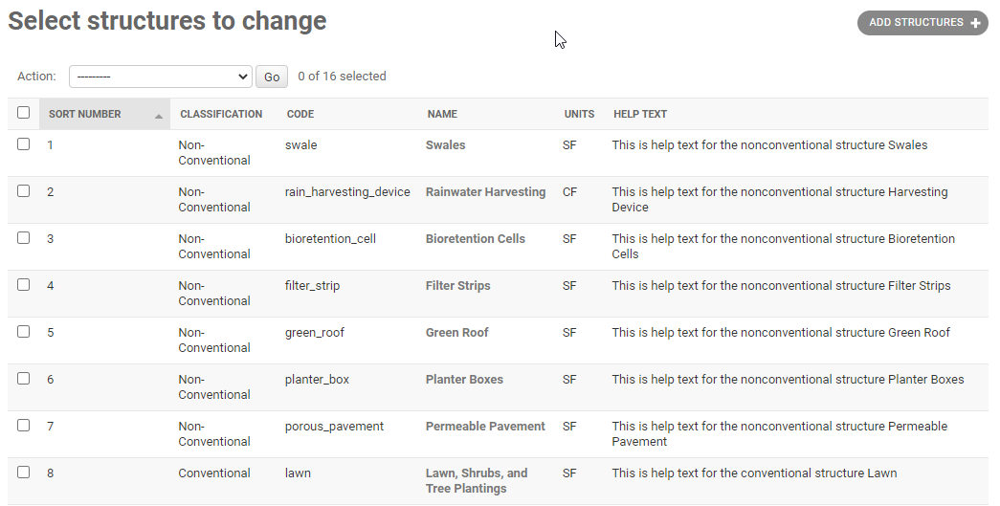 Select structures to change
ADD STRUCTURES +
Action: --------- Go 0 of 16 selected
SORT NUMBER CLASSIFICATION CODE NAME UNITS HELP TEXT
1 Non- swale Swales SF This is help text for the nonconventional structure Swales
Conventional
2 Non- rain_harvesting_device Rainwater Harvesting CF This is help text for the nonconventional structure Harvesting
Conventional Device
3 Non- bioretention_cell Bioretention Cells SF This is help text for the nonconventional structure Bioretention
Conventional Cells
4 Non- filter_strip Filter Strips SF This is help text for the nonconventional structure Filter Strips
Conventional
5 Non- green_roof Green Roof SF This is help text for the nonconventional structure Green Roof
Conventional
6 Non- planter_box Planter Boxes SF This is help text for the nonconventional structure Planter Boxes
Conventional
7 Non- porous_pavement Permeable Pavement SF This is help text for the nonconventional structure Permeable
Conventional Pavement
8 Conventional lawn Lawn, Shrubs, and SF This is help text for the conventional structure Lawn
Tree Plantings